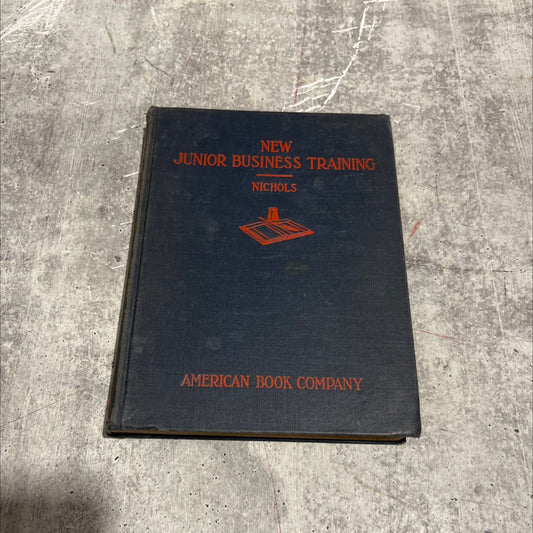 NEW
JUNIOR BUSINESS TRAINING
NICHOLS
AMERICAN BOOK COMPANY